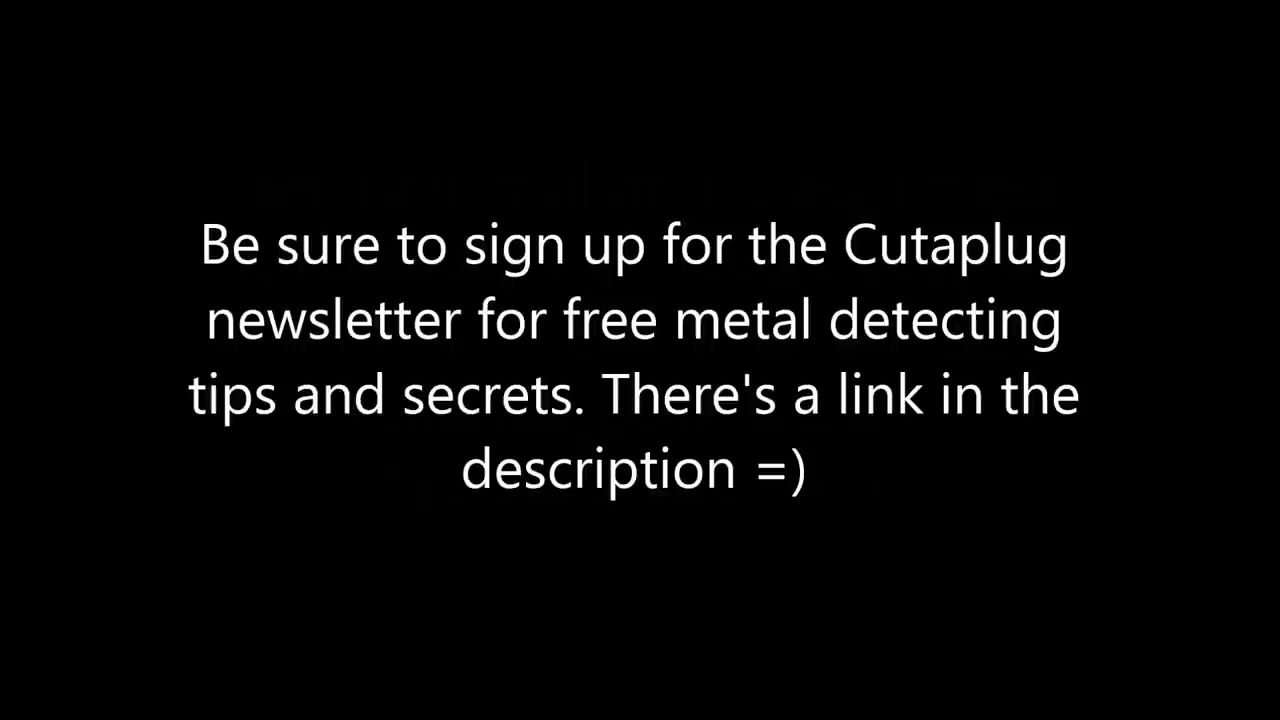 Be sure to sign up for the Cutaplug
newsletter for free metal detecting
tips and secrets. There's a link in the
description =)